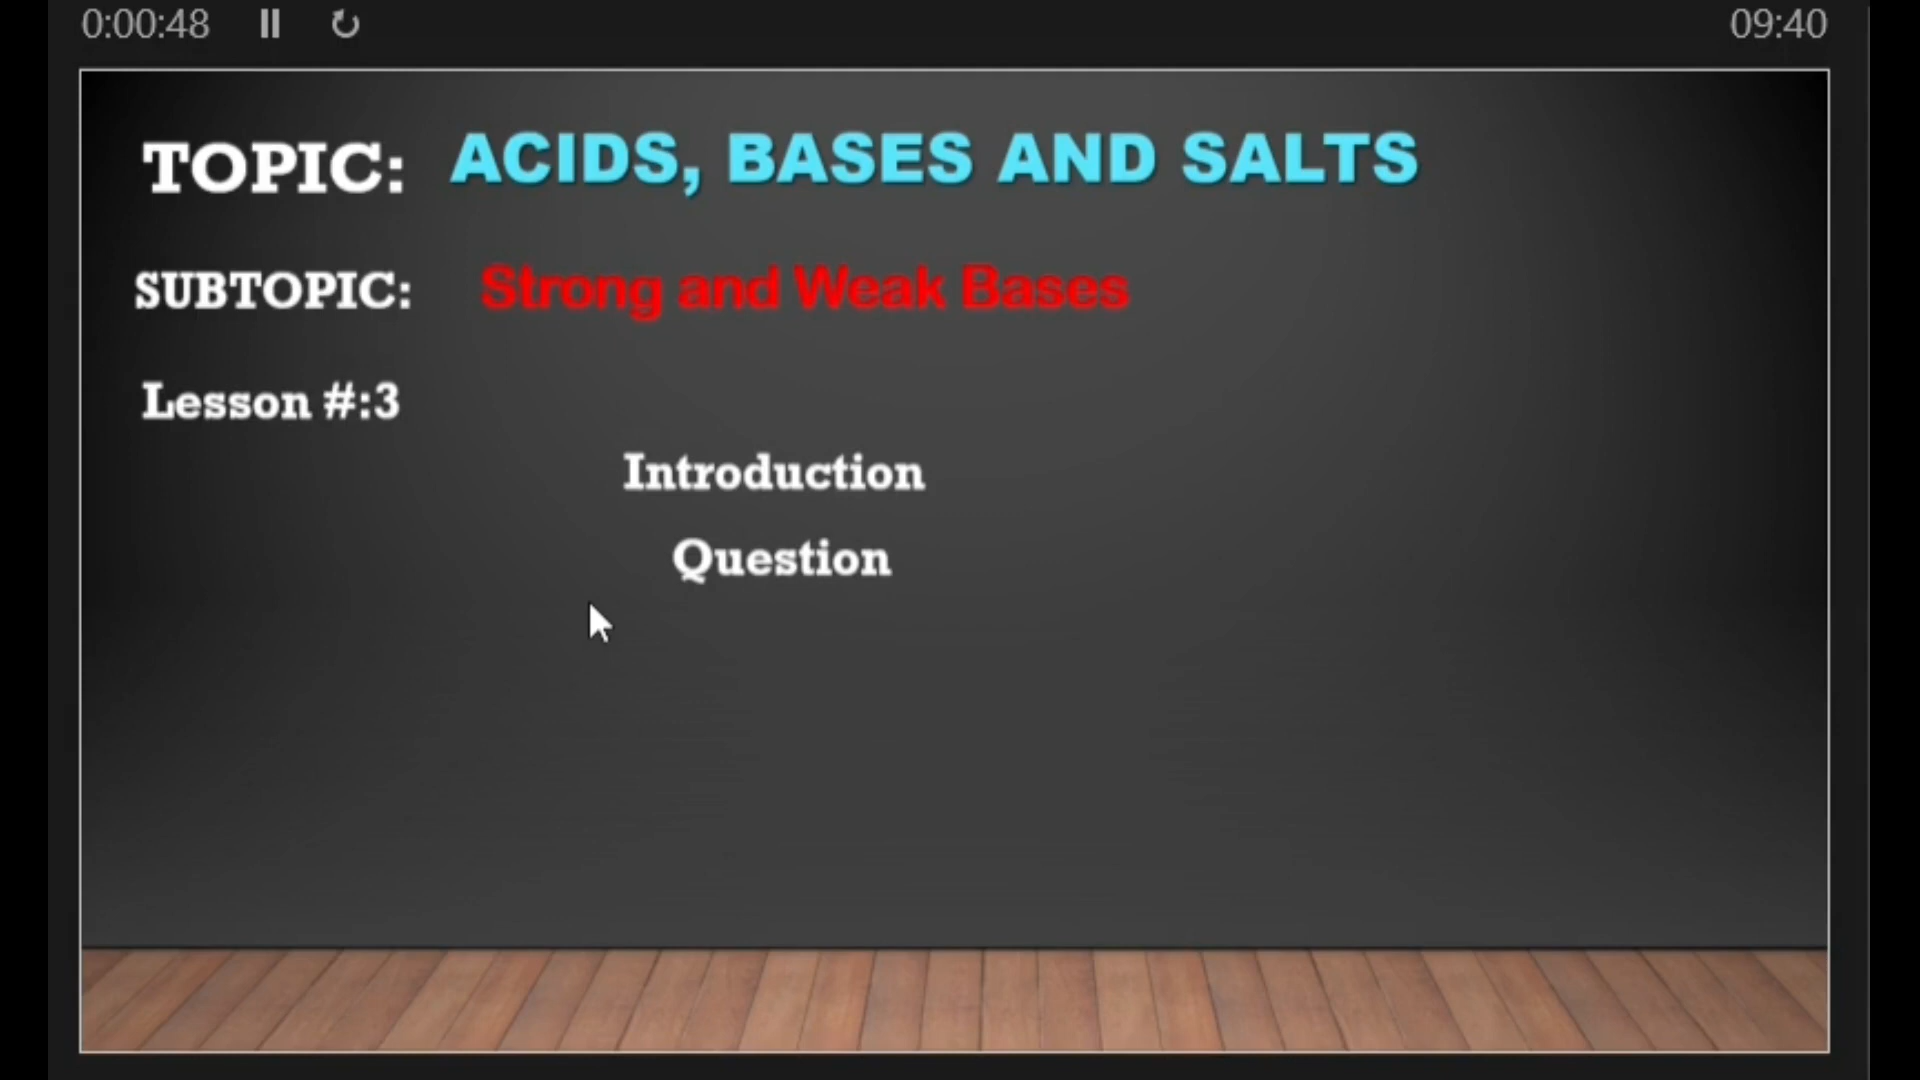 0:00:48
09:40
TOPIC: ACIDS, BASES AND SALTS
SUBTOPIC: Strong and Weak Bases
Lesson #:3
Introduction
Question